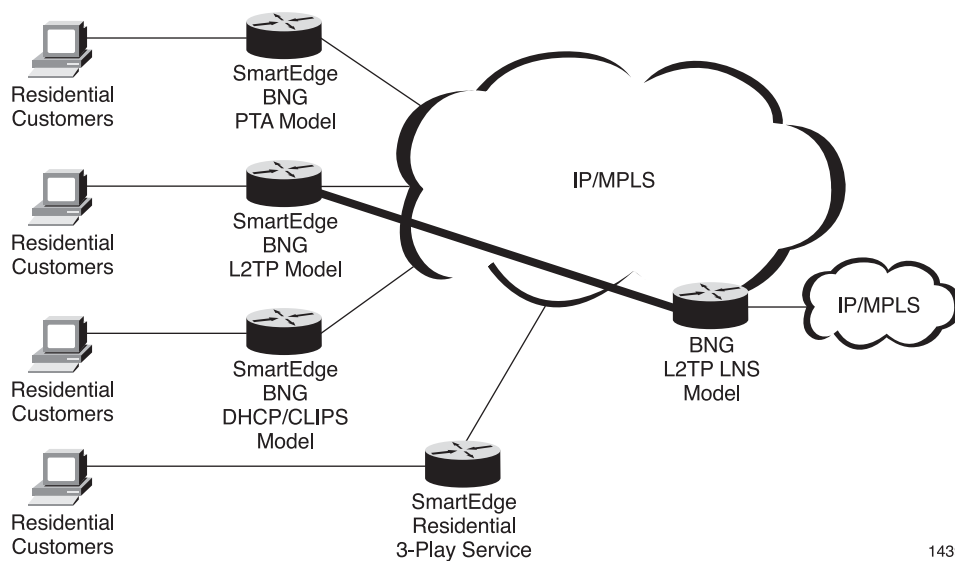 Residential
Customers
SmartEdge
BNG
PTA Model
IP/MPLS
Residential
Customers
SmartEdge
BNG
L2TP Model
IP/MPLS
BNG
L2TP LNS
Model
Residential
Customers
SmartEdge
BNG
DHCP/CLIPS
Model
Residential
Customers
SmartEdge
Residential
3-Play Service
143